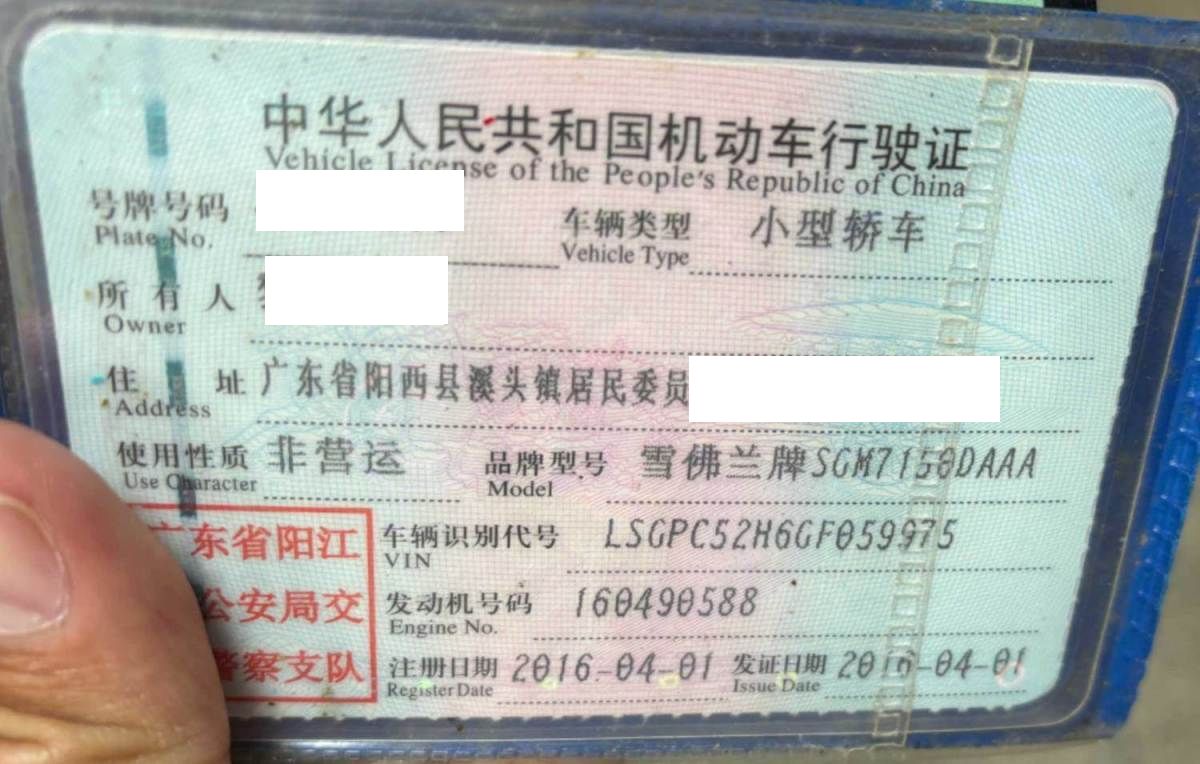 中华人民共和国机动车行驶证
Vehicle License of the People's Republic of China
号牌号码 车辆类型 小型轿车
Plate No. Vehicle Type
所有人
Owner
住址 广东省阳西县溪头镇居民委员
Address
使用性质 非营运 品牌型号 雪佛兰牌SGM7150DAAA
Use Character Model
广东省阳江 车辆识别代号 LSGPC52H6GF059975
VIN
公安局交 发动机号码 160490588
Engine No.
警察支队 注册日期 2016-04-01 发证日期 2016-04-01
Register Date Issue Date